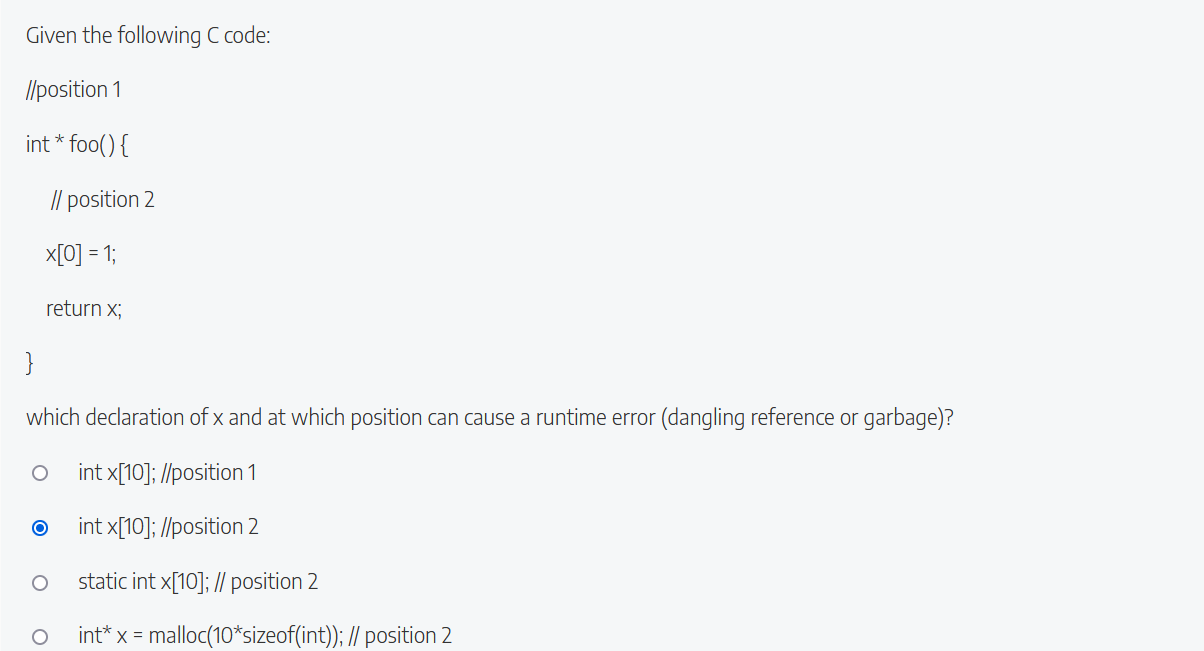 Given the following C code:
//position 1
int * foo() {
// position 2
x[0] = 1;
return x;
}
which declaration of x and at which position can cause a runtime error (dangling reference or garbage)?
int x[10]; //position 1
int x[10]; //position 2
static int x[10]; // position 2
int* x = malloc(10*sizeof(int)); // position 2